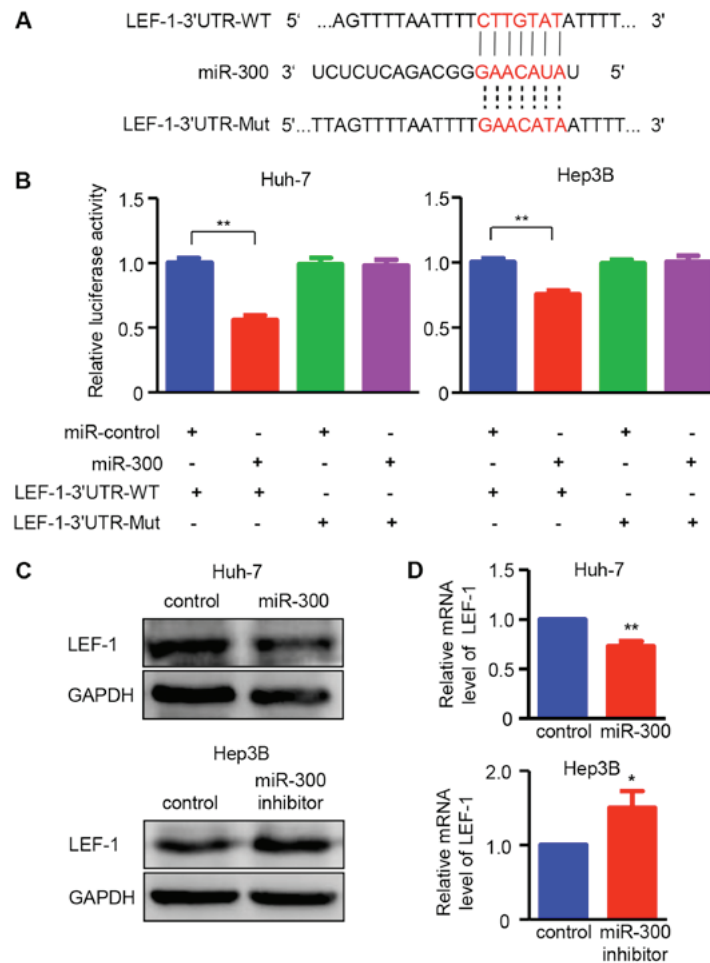 A
LEF-1-3'UTR-WT 5‘ ...AGTTTTAATTTTCTTGTATATTTT... 3'
miR-300 3‘ UCUCUCAGACGGGAACAUAU 5'
LEF-1-3'UTR-Mut 5'...TTAGTTTTAATTTTGAACATAATTTT... 3'
B
Huh-7
Hep3B
Relative luciferase activity
1.5
1.0
0.5
0
**
1.5
1.0
0.5
0
**
miR-control + - + - + - + -
miR-300 - + - + - + - +
LEF-1-3'UTR-WT + + - - + + - -
LEF-1-3'UTR-Mut - - + + - - + +
C
Huh-7
control miR-300
LEF-1
GAPDH
Hep3B
control miR-300
inhibitor
LEF-1
GAPDH
D
Huh-7
Relative mRNA
level of LEF-1
1.5
1.0
0.5
0
**
control miR-300
Hep3B
Relative mRNA
level of LEF-1
2.0
1.0
0
*
control miR-300
inhibitor